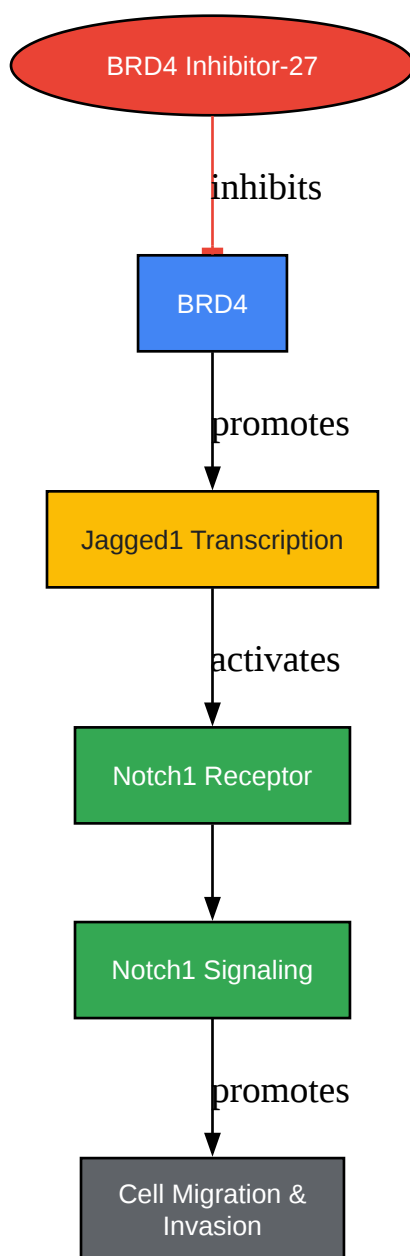 BRD4 Inhibitor-27
inhibits
BRD4
promotes
Jagged1 Transcription
activates
Notch1 Receptor
Notch1 Signaling
promotes
Cell Migration &
Invasion